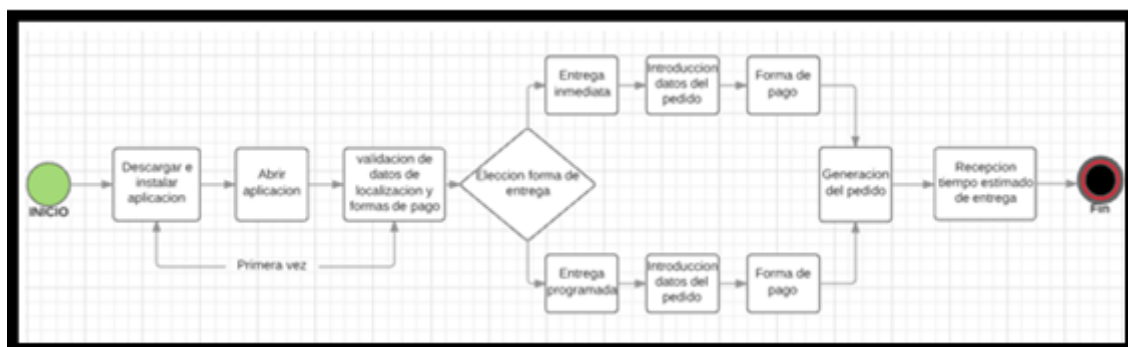 INICIO
Descargar e
instalar
aplicacion
Abrir
aplicacion
validacion de
datos de
localizacion y
formas de pago
Primera vez
Eleccion forma de
entrega
Entrega
inmediata
Introduccion
datos del
pedido
Forma de
pago
Entrega
programada
Introduccion
datos del
pedido
Forma de
pago
Generacion
del pedido
Recepcion
tiempo estimado
de entrega
Fin